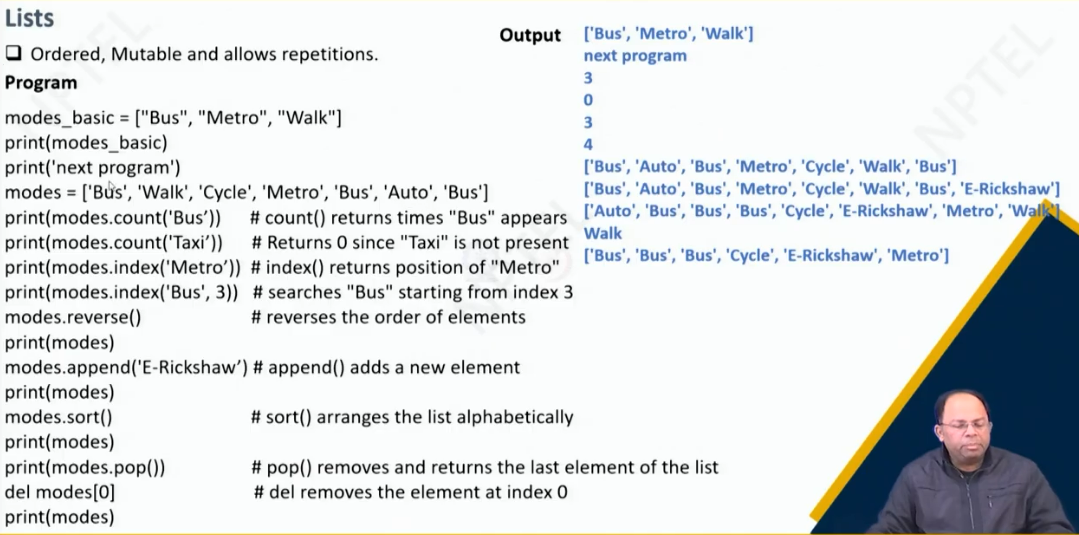 Lists
❑ Ordered, Mutable and allows repetitions.
Program
modes_basic = ["Bus", "Metro", "Walk"]
print(modes_basic)
print('next program')
modes = ['Bus', 'Walk', 'Cycle', 'Metro', 'Bus', 'Auto', 'Bus']
print(modes.count('Bus’)) # count() returns times "Bus" appears
print(modes.count('Taxi’)) # Returns 0 since "Taxi" is not present
print(modes.index('Metro’)) # index() returns position of "Metro"
print(modes.index('Bus', 3)) # searches "Bus" starting from index 3
modes.reverse() # reverses the order of elements
print(modes)
modes.append('E-Rickshaw’) # append() adds a new element
print(modes)
modes.sort() # sort() arranges the list alphabetically
print(modes)
print(modes.pop()) # pop() removes and returns the last element of the list
del modes[0] # del removes the element at index 0
print(modes)
Output
['Bus', 'Metro', 'Walk']
next program
3
0
3
4
['Bus', 'Auto', 'Bus', 'Metro', 'Cycle', 'Walk', 'Bus']
['Bus', 'Auto', 'Bus', 'Metro', 'Cycle', 'Walk', 'Bus', 'E-Rickshaw']
['Auto', 'Bus', 'Bus', 'Bus', 'Cycle', 'E-Rickshaw', 'Metro', 'Walk']
Walk
['Bus', 'Bus', 'Bus', 'Cycle', 'E-Rickshaw', 'Metro']
NPTEL
NPTEL